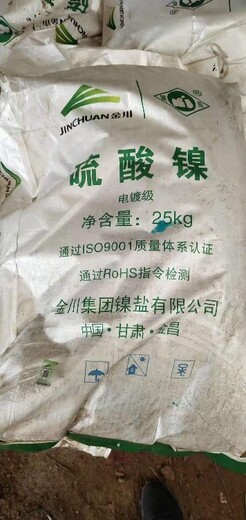 JINCHUAN金川
硫酸镍
电镀级
净含量：25kg
通过ISO9001质量体系认证
通过RoHS指令检测
金川集团镍盐有限公司
中国·甘肃·金昌